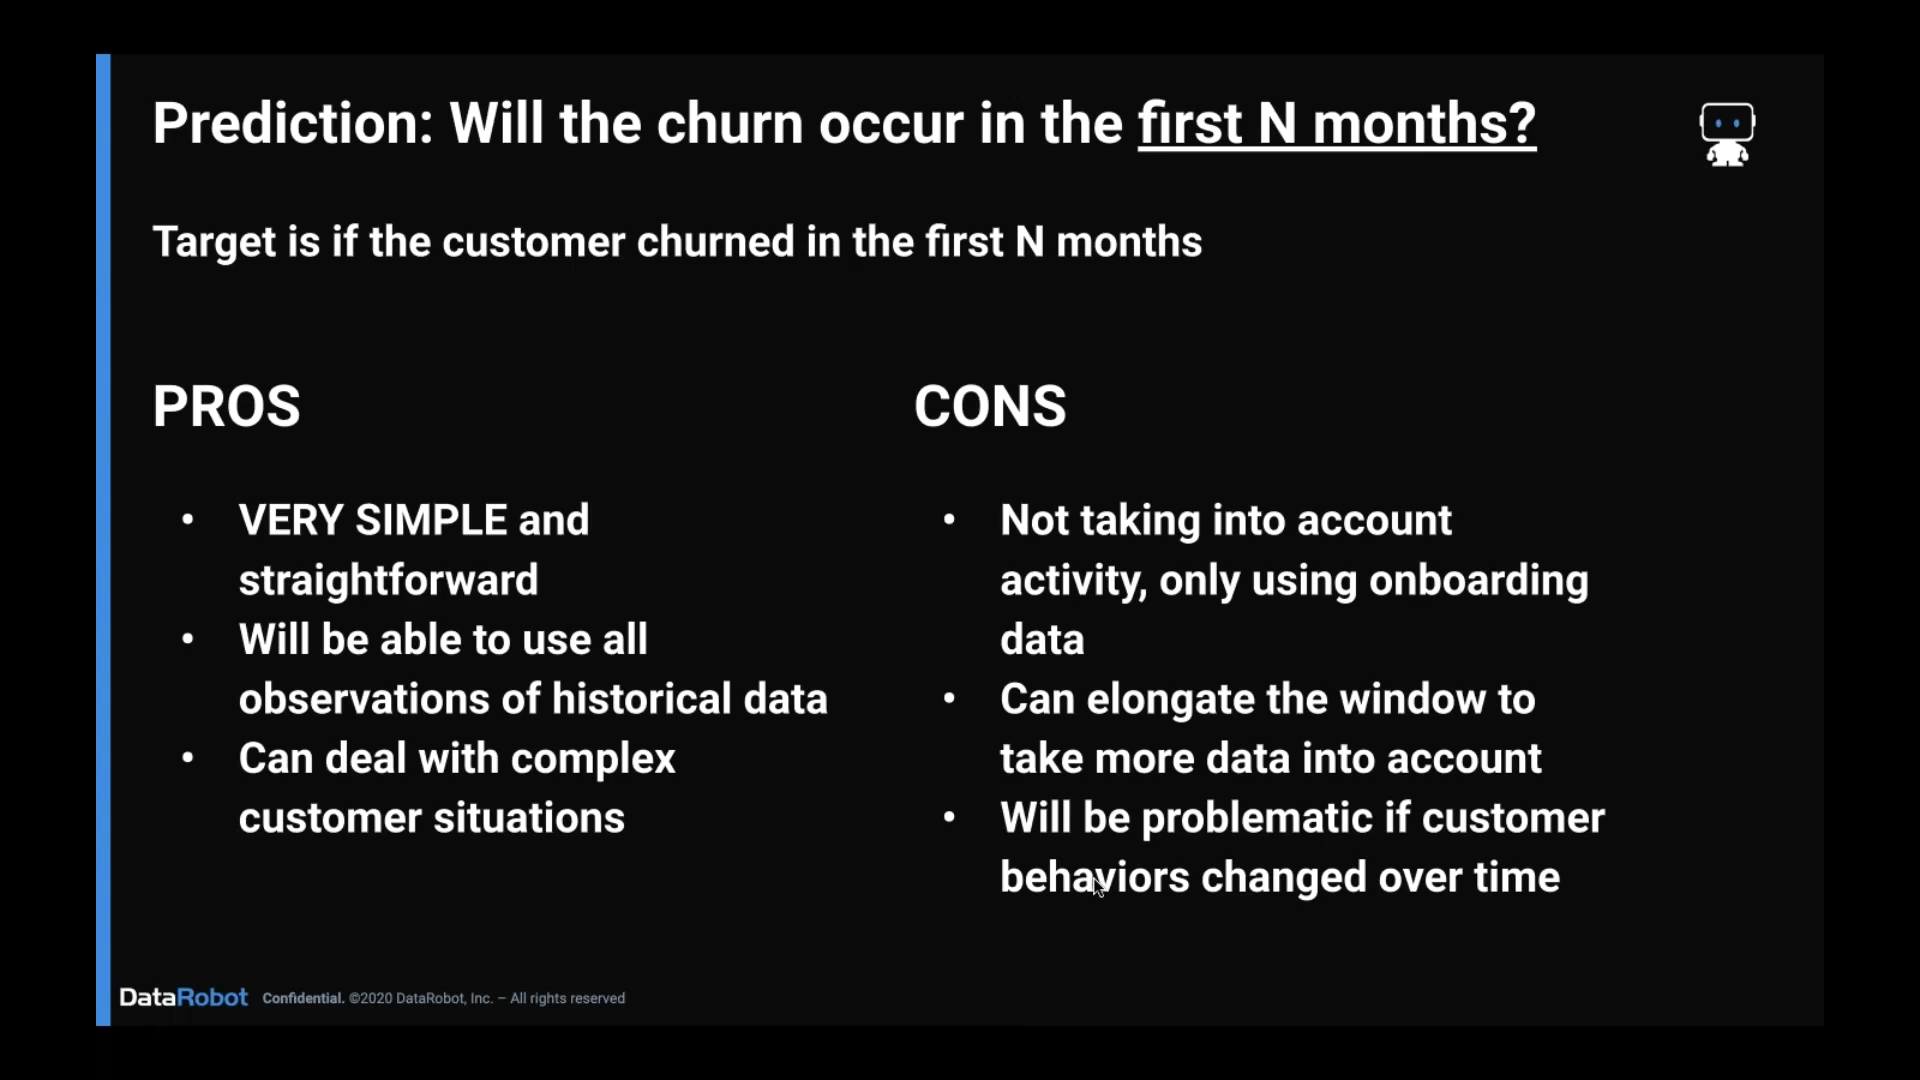 Prediction: Will the churn occur in the first N months?
Target is if the customer churned in the first N months
PROS
• VERY SIMPLE and
straightforward
• Will be able to use all
observations of historical data
• Can deal with complex
customer situations
CONS
• Not taking into account
activity, only using onboarding
data
• Can elongate the window to
take more data into account
• Will be problematic if customer
behaviors changed over time
DataRobot Confidential. ©2020 DataRobot, Inc. – All rights reserved